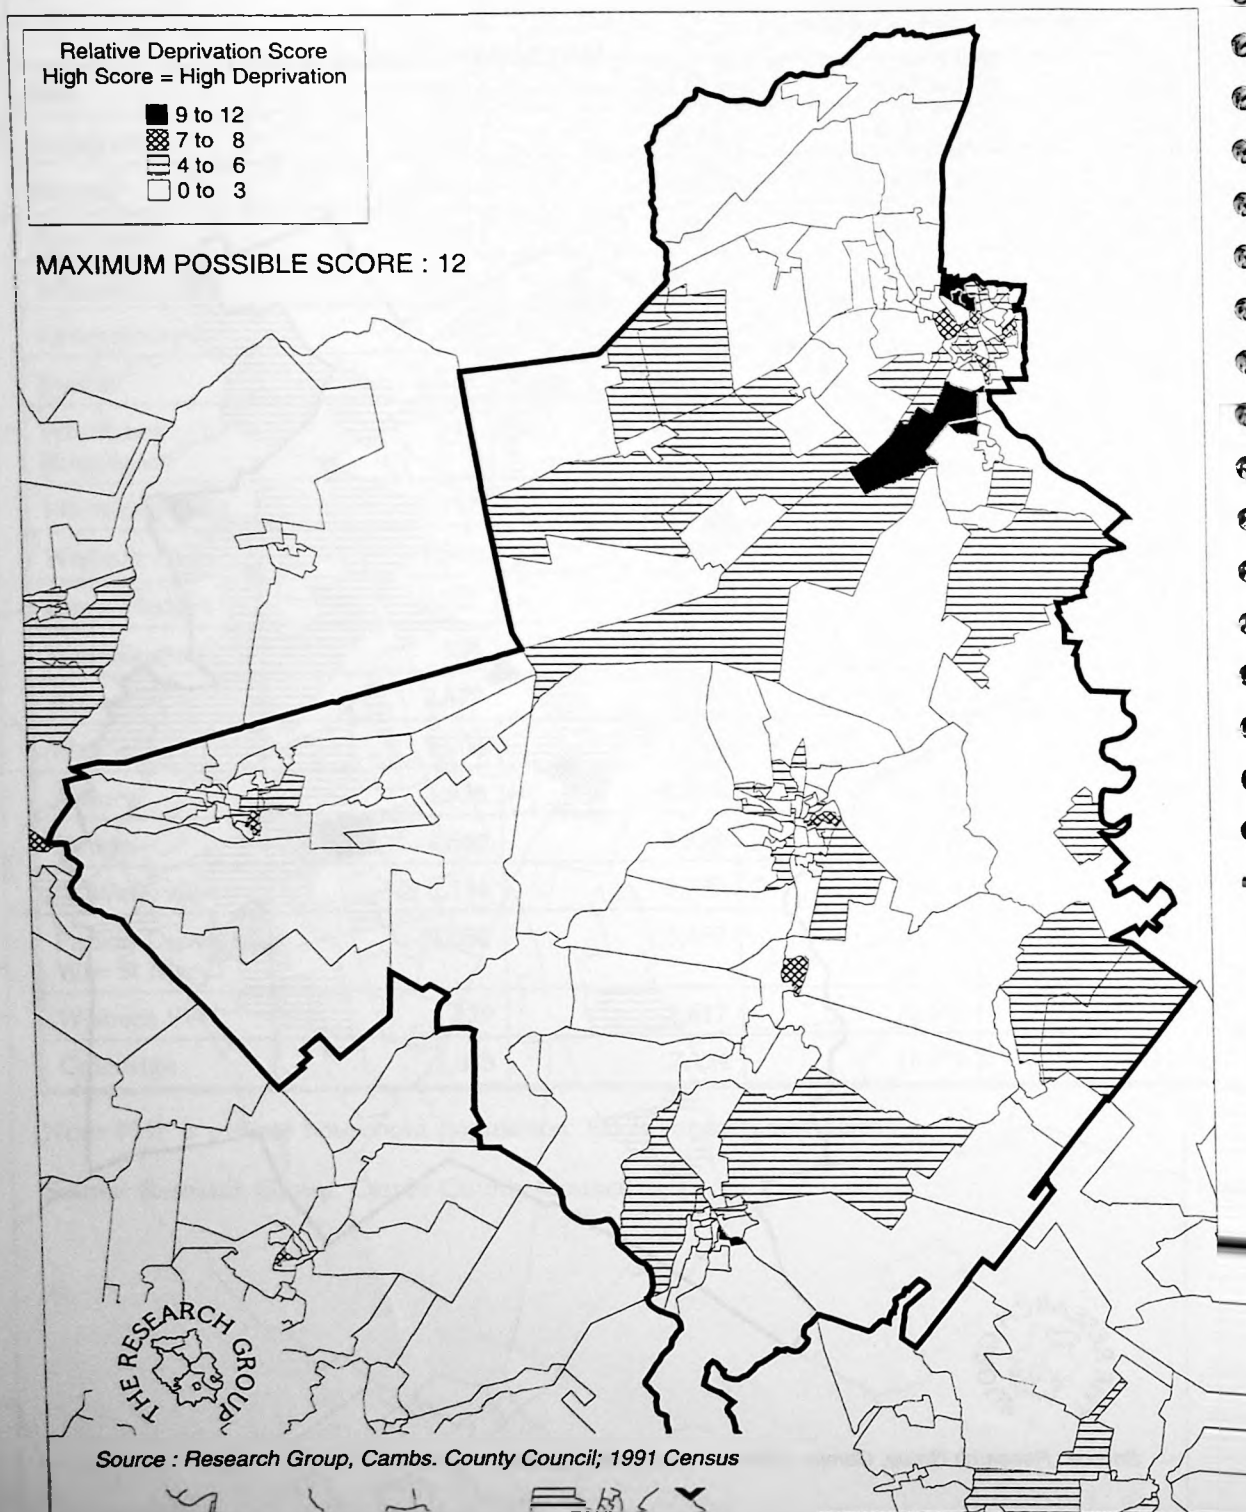 Relative Deprivation Score
High Score = High Deprivation
9 to 12
7 to 8
4 to 6
0 to 3
MAXIMUM POSSIBLE SCORE : 12
THE RESEARCH GROUP
Source : Research Group, Cambs. County Council; 1991 Census